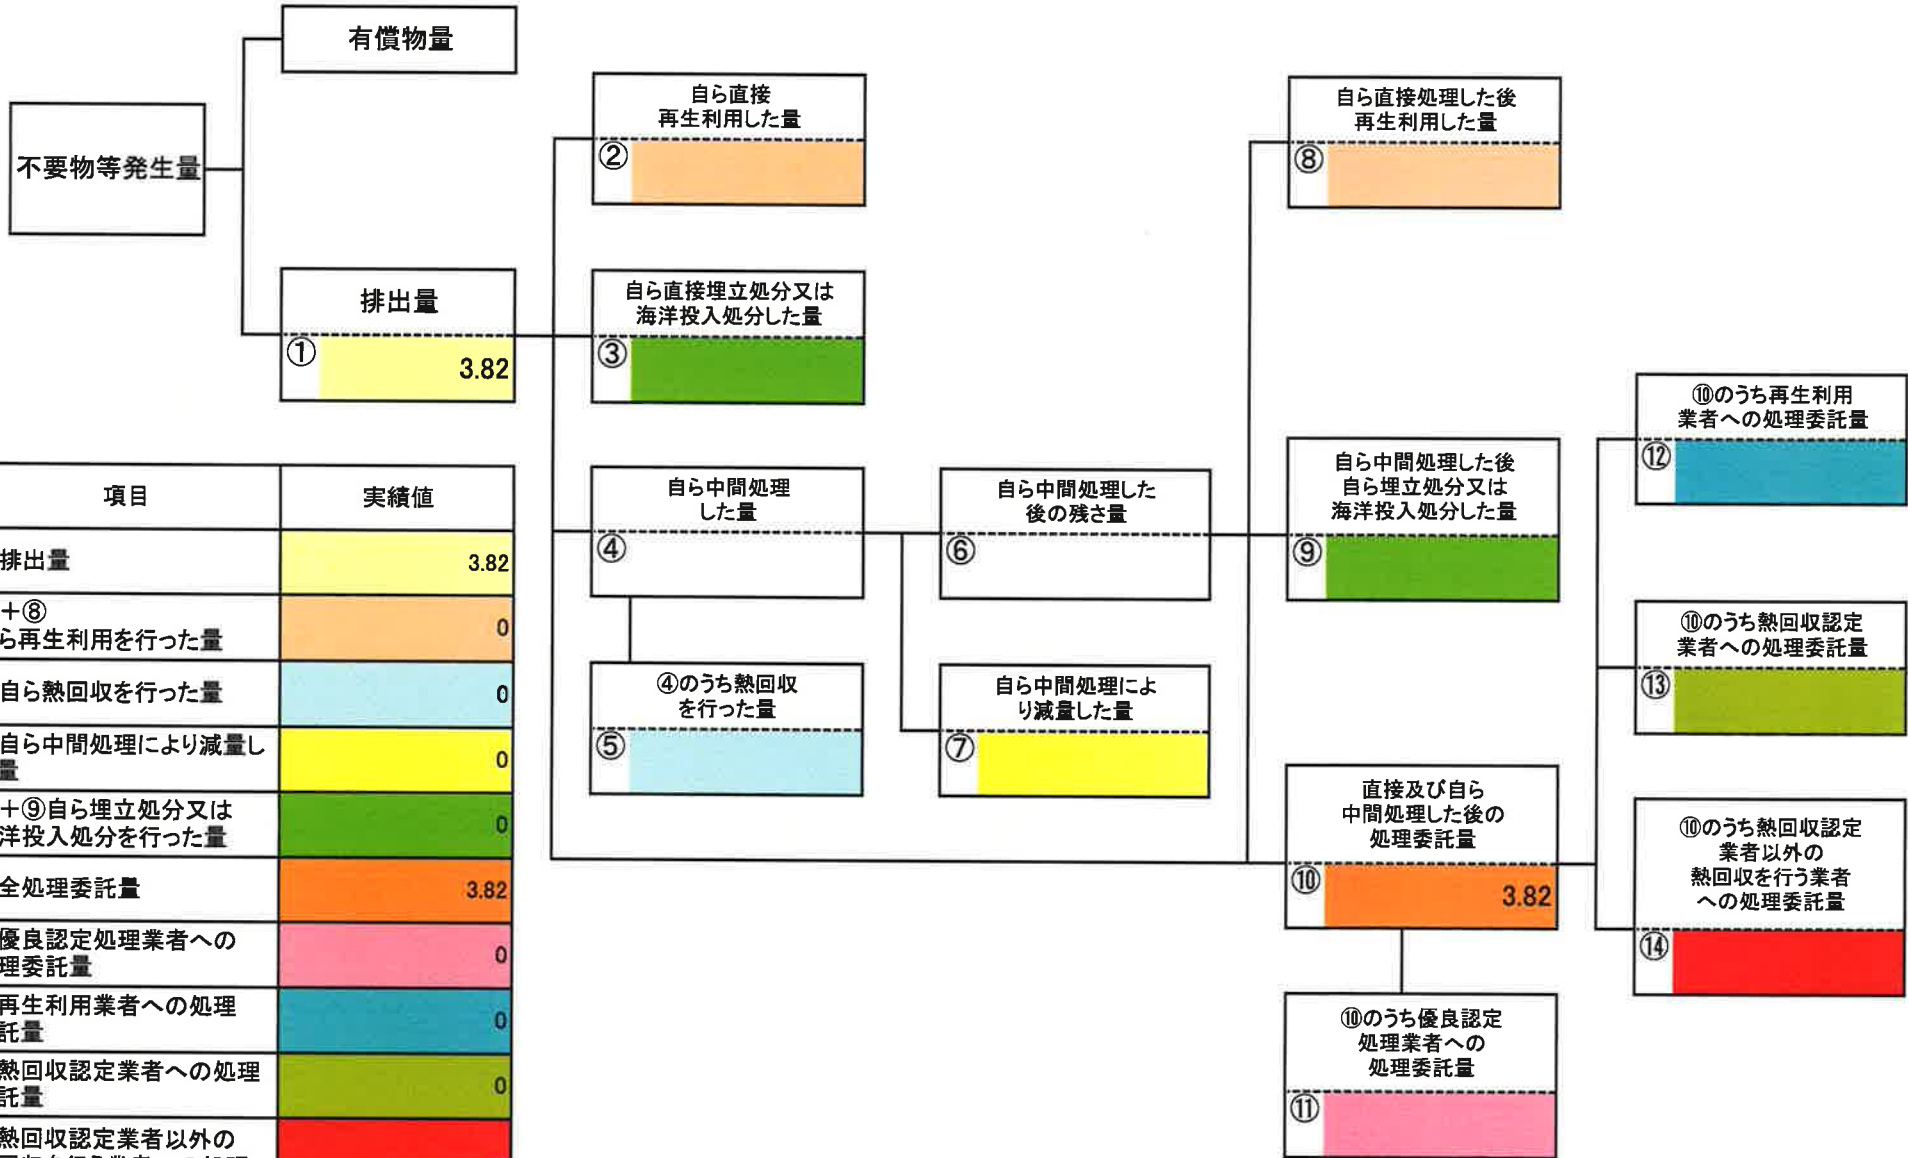 有償物量
不要物等発生量
排出量
①
3.82
自ら直接
再生利用した量
②
自ら直接埋立処分又は
海洋投入処分した量
③
自ら中間処理
した量
④
④のうち熱回収
を行った量
⑤
自ら中間処理した
後の残さ量
⑥
自ら中間処理によ
り減量した量
⑦
自ら直接処理した後
再生利用した量
⑧
自ら中間処理した後
自ら埋立処分又は
海洋投入処分した量
⑨
直接及び自ら
中間処理した後の
処理委託量
⑩
3.82
⑩のうち優良認定
処理業者への
処理委託量
⑪
⑩のうち再生利用
業者への処理委託量
⑫
⑩のうち熱回収認定
業者への処理委託量
⑬
⑩のうち熱回収認定
業者以外の
熱回収を行う業者
への処理委託量
⑭
項目 実績値
排出量 3.82
+⑧
ら再生利用を行った量 0
自ら熱回収を行った量 0
自ら中間処理により減量し
量 0
+⑨自ら埋立処分又は
洋投入処分を行った量 0
全処理委託量 3.82
優良認定処理業者への
理委託量 0
再生利用業者への処理
託量 0
熱回収認定業者への処理
託量 0
熱回収認定業者以外の